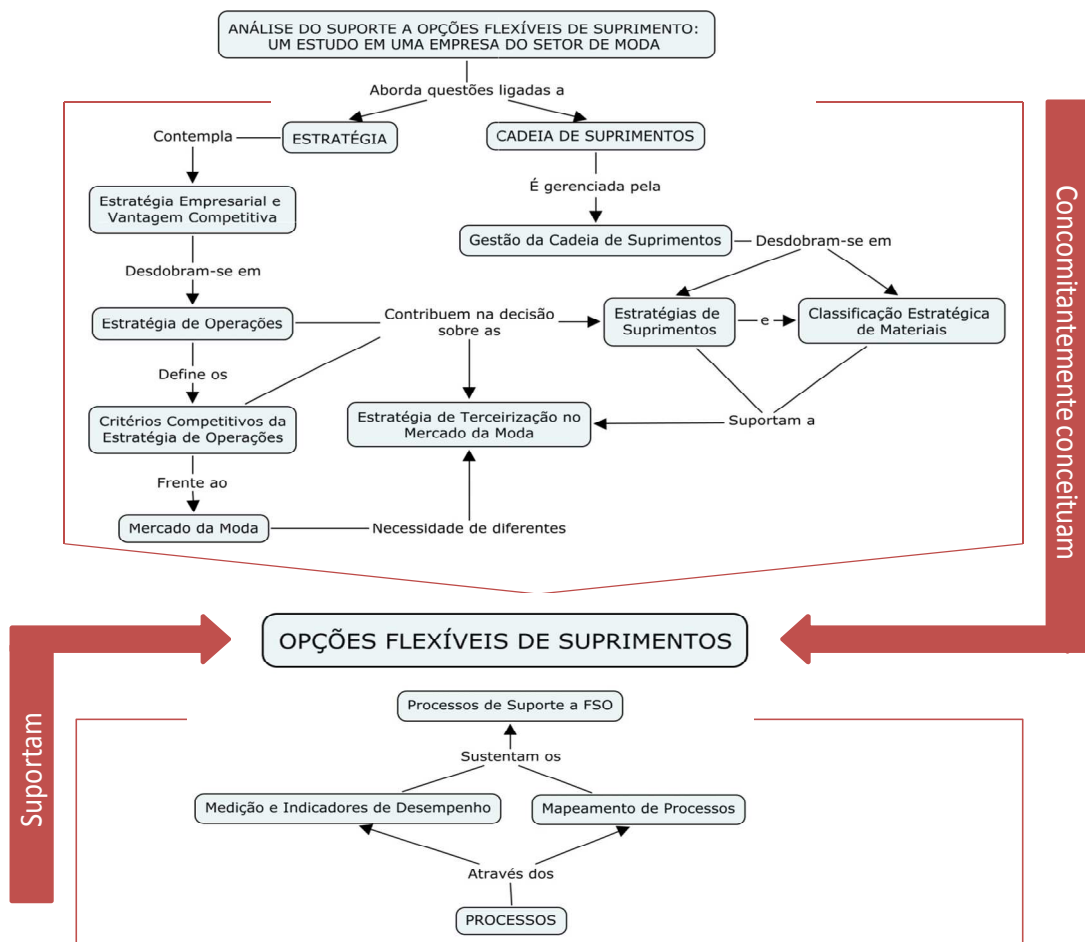 ANÁLISE DO SUPORTE A OPÇÕES FLEXÍVEIS DE SUPRIMENTO:
UM ESTUDO EM UMA EMPRESA DO SETOR DE MODA
Aborda questões ligadas a
Contempla
ESTRATÉGIA
CADEIA DE SUPRIMENTOS
É gerenciada pela
Estratégia Empresarial e
Vantagem Competitiva
Gestão da Cadeia de Suprimentos
Desdobram-se em
Desdobram-se em
Estratégia de Operações
Contribuem na decisão
sobre as
Estratégias de
Suprimentos
e
Classificação Estratégica
de Materiais
Define os
Critérios Competitivos da
Estratégia de Operações
Estratégia de Terceirização no
Mercado da Moda
Suportam a
Frente ao
Mercado da Moda
Necessidade de diferentes
Concomitantemente conceituam
OPÇÕES FLEXÍVEIS DE SUPRIMENTOS
Suportam
Processos de Suporte a FSO
Sustentam os
Medição e Indicadores de Desempenho
Mapeamento de Processos
Através dos
PROCESSOS